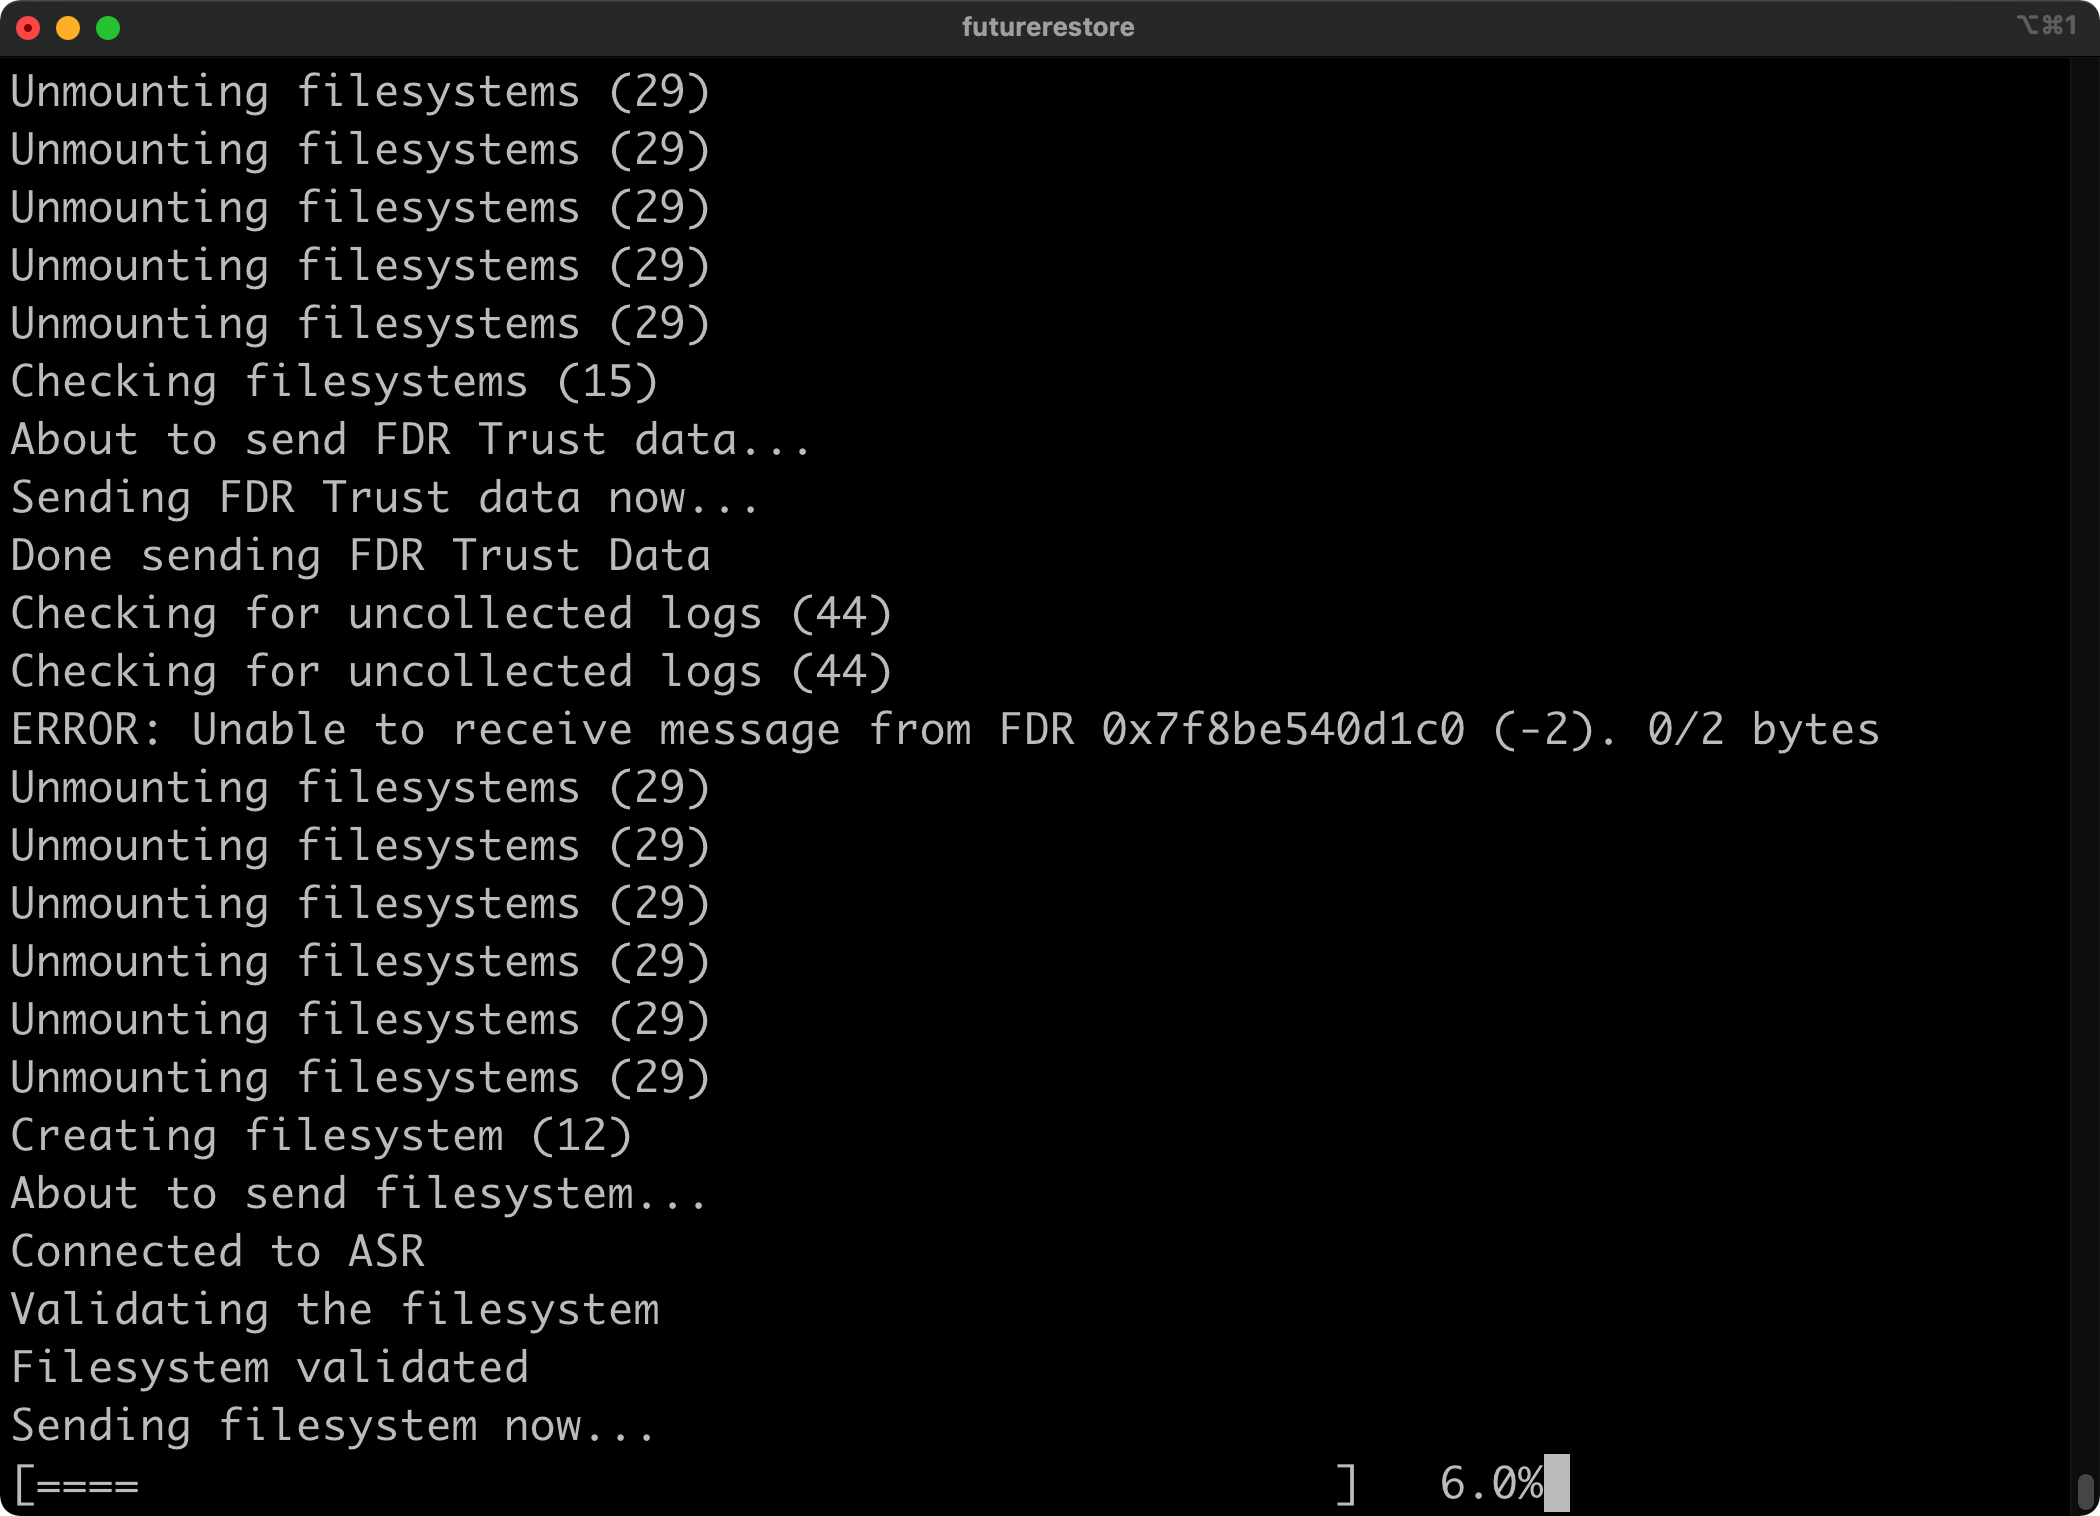 futurerestore ⌥⌘1
Unmounting filesystems (29)
Unmounting filesystems (29)
Unmounting filesystems (29)
Unmounting filesystems (29)
Unmounting filesystems (29)
Checking filesystems (15)
About to send FDR Trust data...
Sending FDR Trust data now...
Done sending FDR Trust Data
Checking for uncollected logs (44)
Checking for uncollected logs (44)
ERROR: Unable to receive message from FDR 0x7f8be540d1c0 (-2). 0/2 bytes
Unmounting filesystems (29)
Unmounting filesystems (29)
Unmounting filesystems (29)
Unmounting filesystems (29)
Unmounting filesystems (29)
Unmounting filesystems (29)
Creating filesystem (12)
About to send filesystem...
Connected to ASR
Validating the filesystem
Filesystem validated
Sending filesystem now...
[==== ] 6.0%